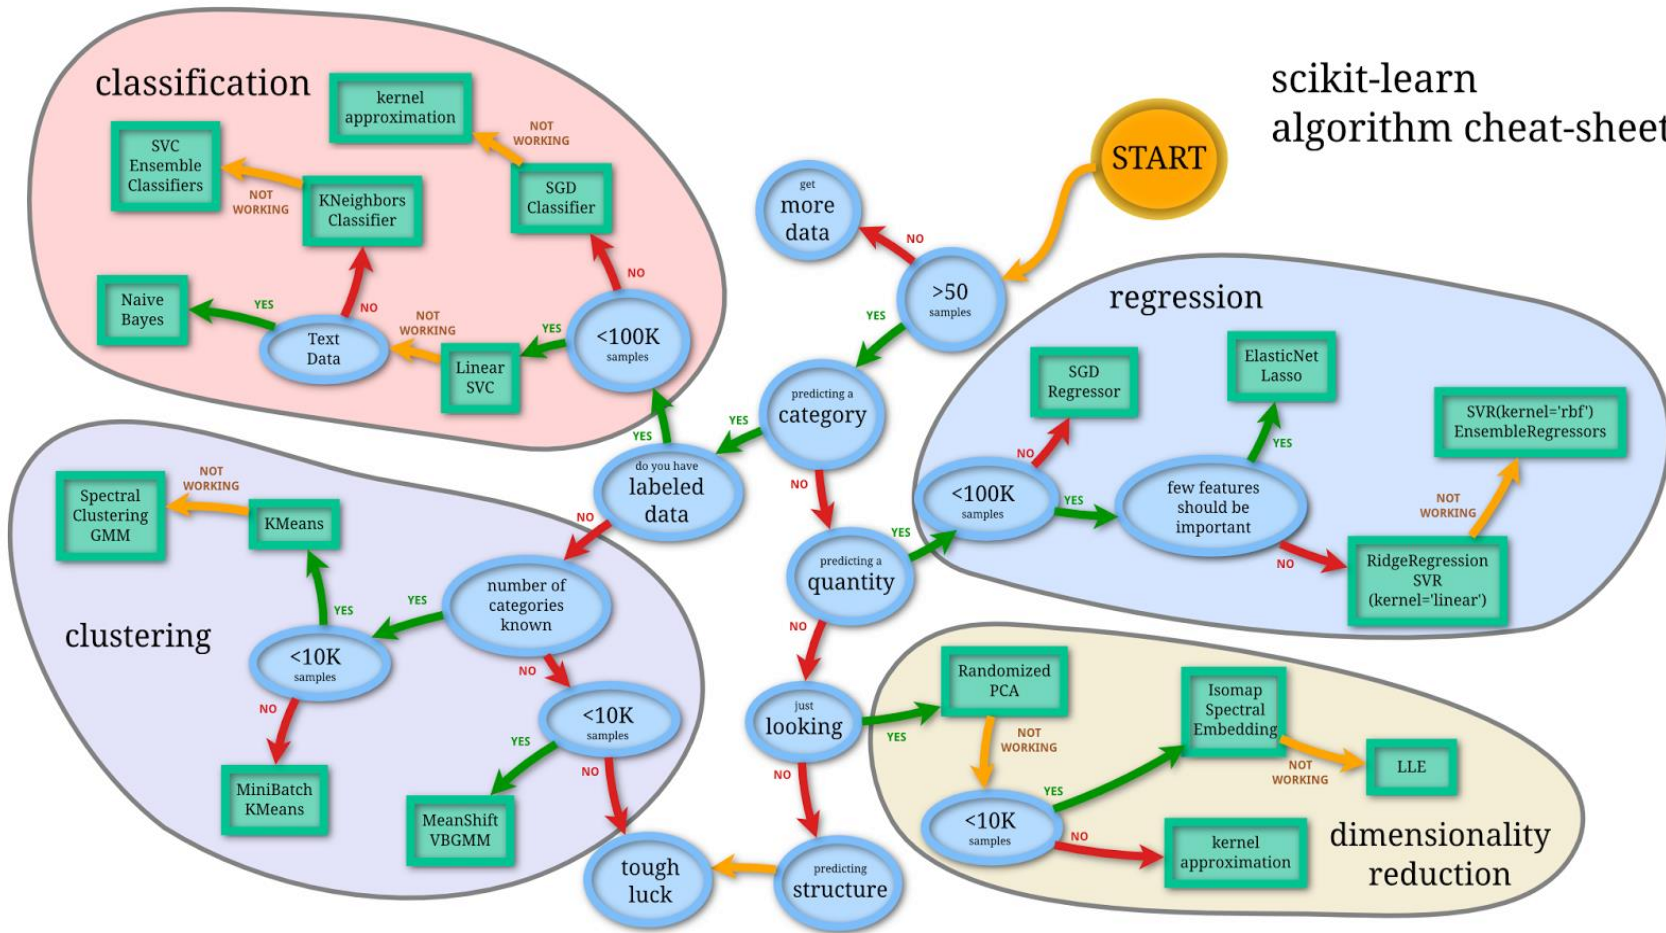 scikit-learn
algorithm cheat-sheet
START
classification
kernel
approximation
NOT
WORKING
SVC
Ensemble
Classifiers
NOT
WORKING
KNeighbors
Classifier
SGD
Classifier
NO
Naive
Bayes
YES
Text
Data
NO
NOT
WORKING
Linear
SVC
YES
<100K
samples
YES
get
more
data
NO
>50
samples
YES
predicting a
category
YES
NO
do you have
labeled
data
NO
predicting a
quantity
YES
NO
just
looking
YES
NO
predicting
structure
tough
luck
regression
SGD
Regressor
NO
<100K
samples
YES
ElasticNet
Lasso
YES
few features
should be
important
NO
SVR(kernel='rbf')
EnsembleRegressors
NOT
WORKING
RidgeRegression
SVR
(kernel='linear')
clustering
Spectral
Clustering
GMM
NOT
WORKING
KMeans
YES
<10K
samples
NO
MiniBatch
KMeans
YES
number of
categories
known
NO
<10K
samples
YES
NO
MeanShift
VBGMM
dimensionality
reduction
Randomized
PCA
NOT
WORKING
<10K
samples
YES
NO
Isomap
Spectral
Embedding
NOT
WORKING
LLE
kernel
approximation